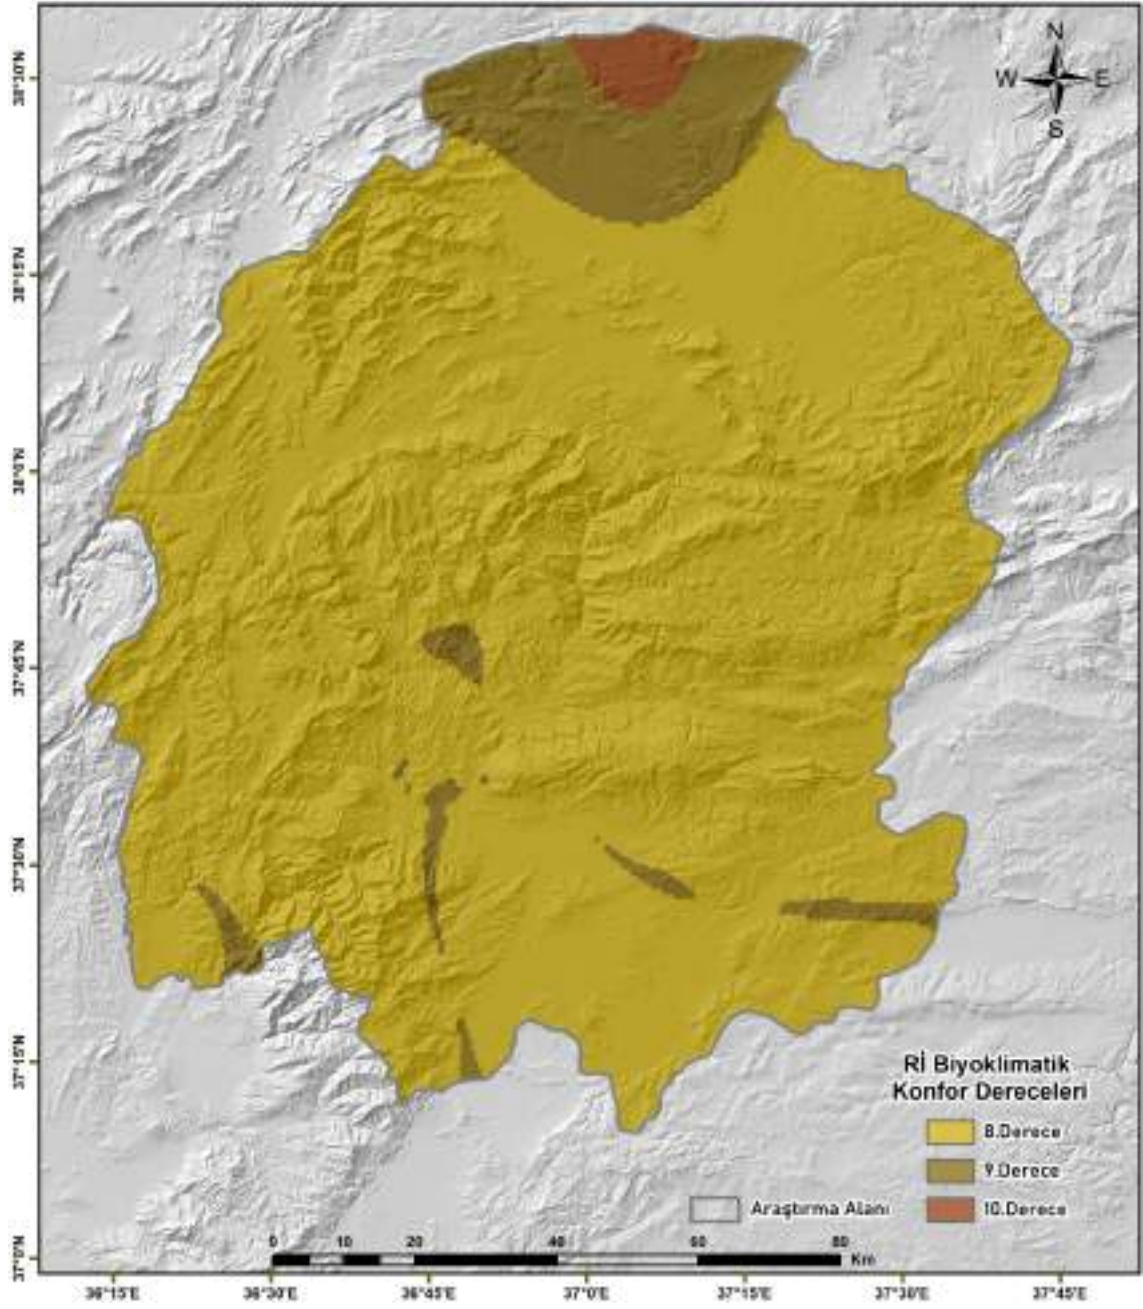 N
W E
S
38°30'N
38°15'N
38°0'N
37°45'N
37°30'N
37°15'N
37°0'N
Rİ Biyoklimatik
Konfor Dereceleri
8.Derece
9.Derece
10.Derece
Araştırma Alanı
0 10 20 40 60 80
Km
36°15'E 36°30'E 36°45'E 37°0'E 37°15'E 37°30'E 37°45'E